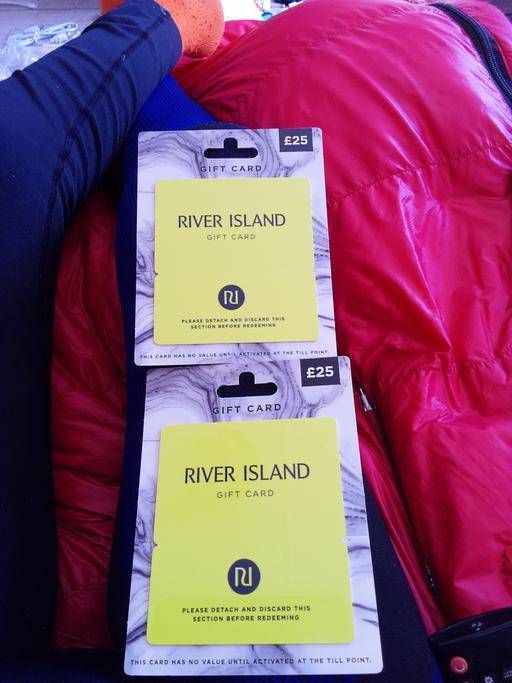 £25
GIFT CARD
RIVER ISLAND
GIFT CARD
RI
PLEASE DETACH AND DISCARD THIS
SECTION BEFORE REDEEMING
THIS CARD HAS NO VALUE UNTIL ACTIVATED AT THE TILL POINT.
£25
GIFT CARD
RIVER ISLAND
GIFT CARD
RI
PLEASE DETACH AND DISCARD THIS
SECTION BEFORE REDEEMING
THIS CARD HAS NO VALUE UNTIL ACTIVATED AT THE TILL POINT.